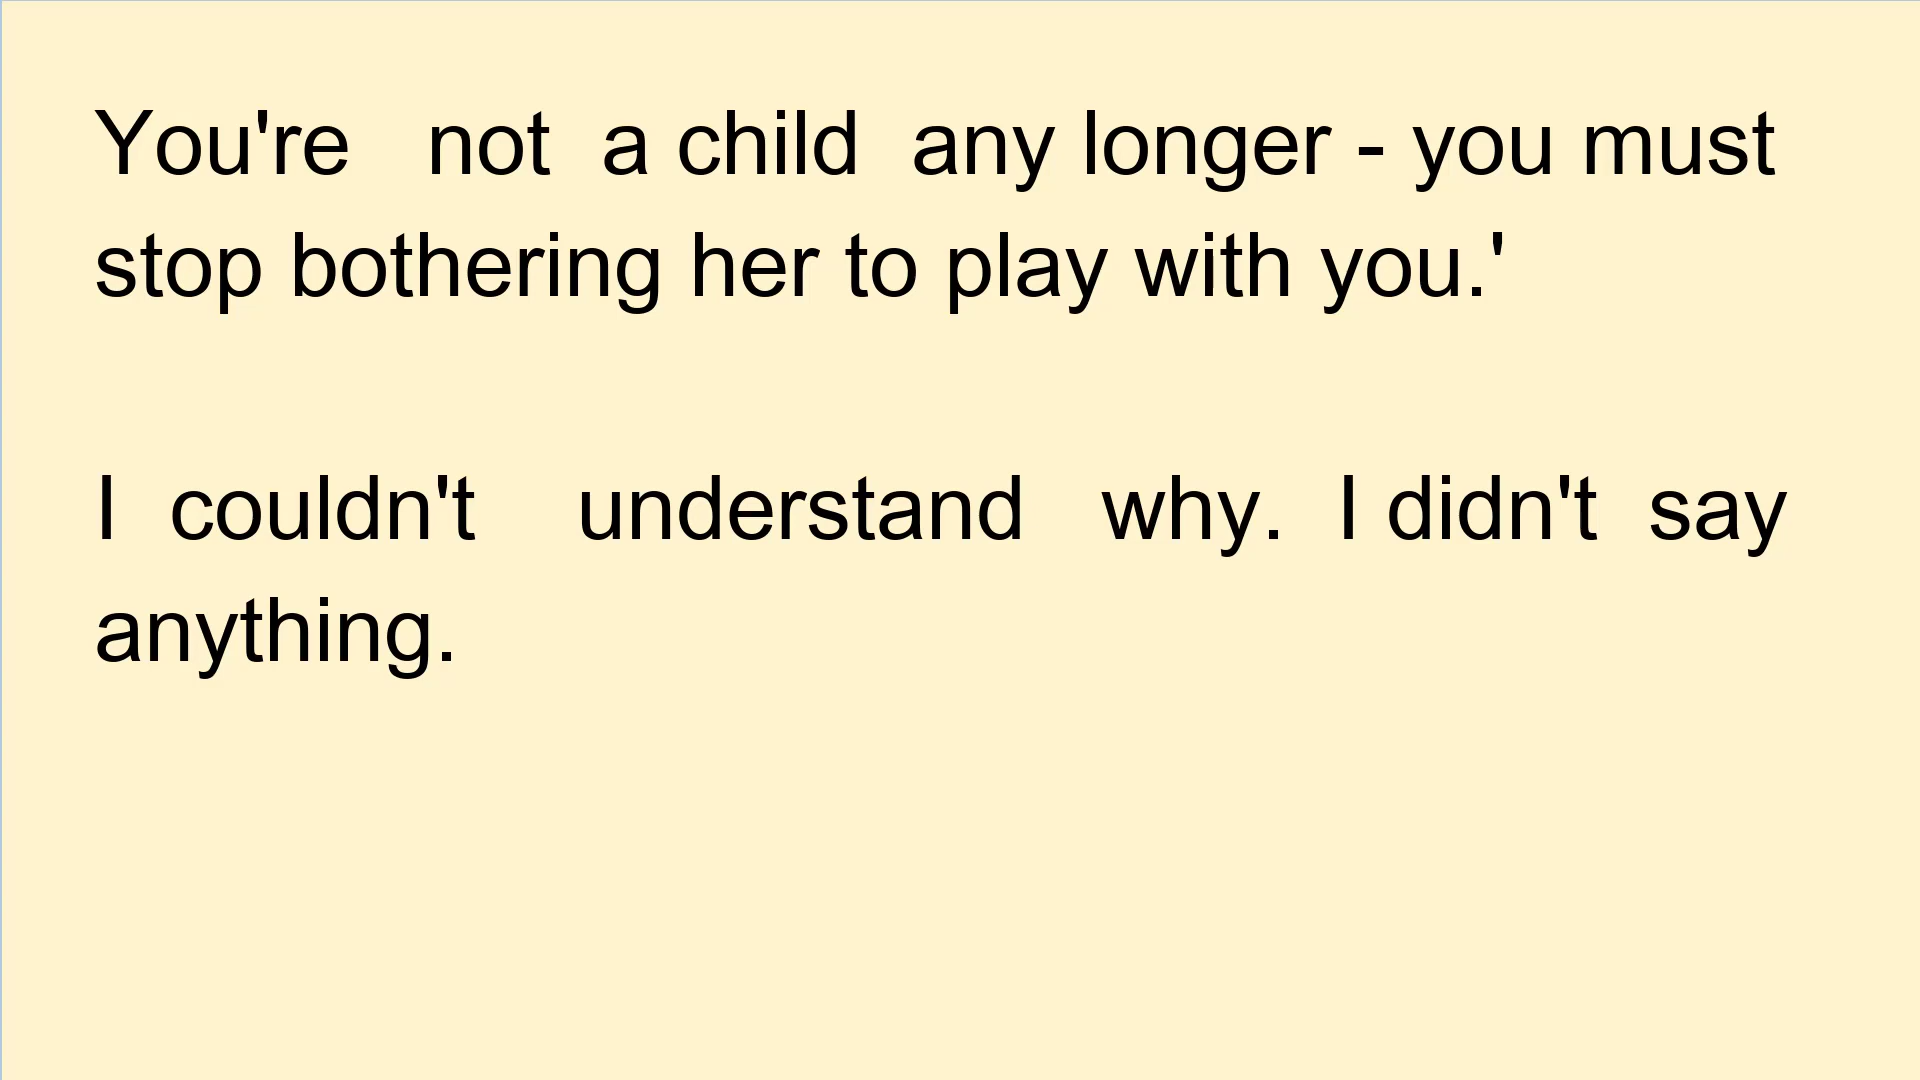 You're   not  a child  any longer - you must
stop bothering her to play with you.'
I  couldn't    understand   why.  I didn't  say
anything.